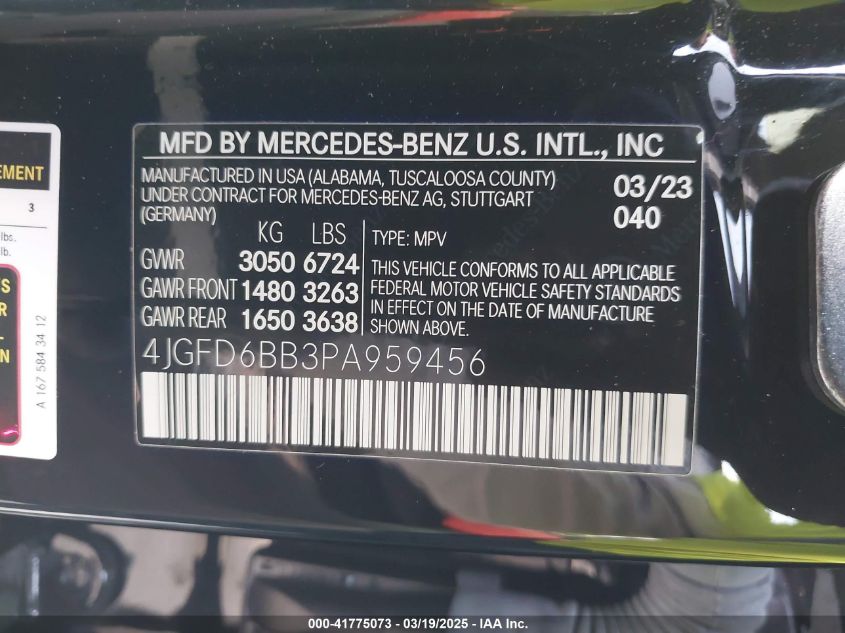 MFD BY MERCEDES-BENZ U.S. INTL., INC
MANUFACTURED IN USA (ALABAMA, TUSCALOOSA COUNTY)
UNDER CONTRACT FOR MERCEDES-BENZ AG, STUTTGART
(GERMANY)
03/23
040
KG LBS
GVWR 3050 6724
GAWR FRONT 1480 3263
GAWR REAR 1650 3638
TYPE: MPV
THIS VEHICLE CONFORMS TO ALL APPLICABLE
FEDERAL MOTOR VEHICLE SAFETY STANDARDS
IN EFFECT ON THE DATE OF MANUFACTURE
SHOWN ABOVE.
4JGFD6BB3PA959456
EMENT
3
lbs.
lb.
S
R
A 167 584 34 12
000-41775073 - 03/19/2025 - IAA Inc.